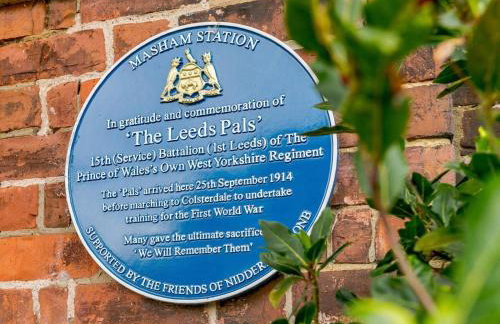 MASHAM STATION
In gratitude and commemoration of
'The Leeds Pals'
15th (Service) Battalion (1st Leeds) of The
Prince of Wales's Own West Yorkshire Regiment
The 'Pals' arrived here 25th September 1914
before marching to Colsterdale to undertake
training for the First World War
Many gave the ultimate sacrifice
'We Will Remember Them'
SUPPORTED BY THE FRIENDS OF NIDDER